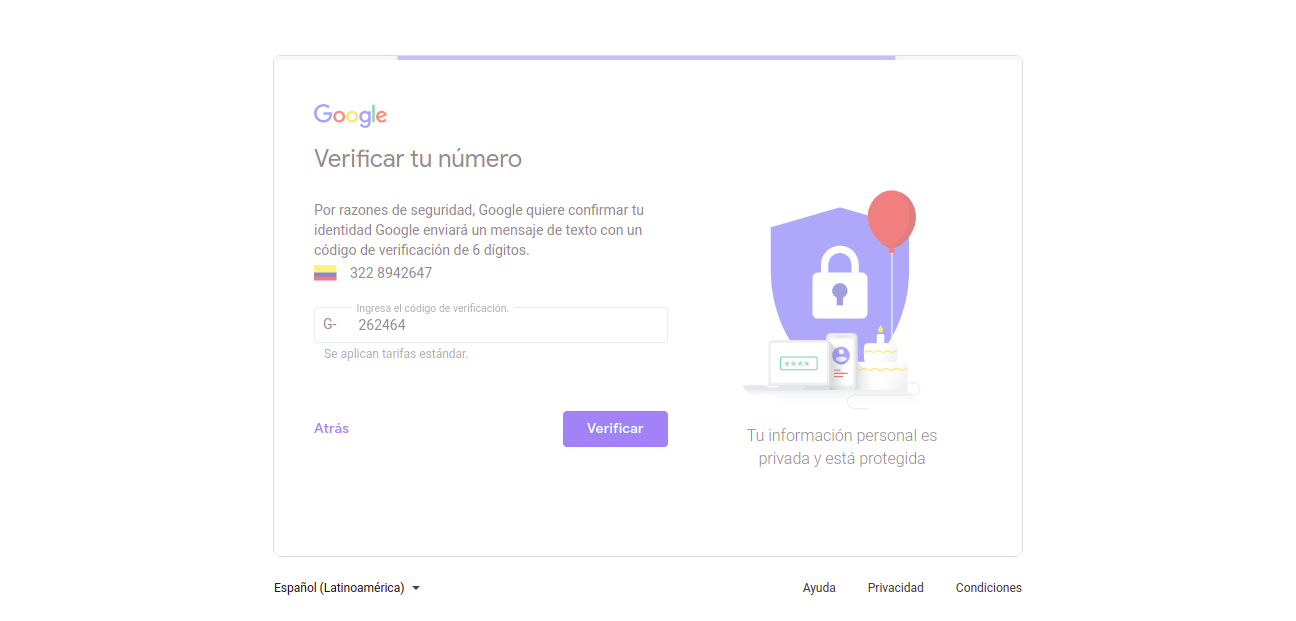 Google
Verificar tu número
Por razones de seguridad, Google quiere confirmar tu
identidad Google enviará un mensaje de texto con un
código de verificación de 6 dígitos.
322 8942647
Ingresa el código de verificación.
G- 262464
Se aplican tarifas estándar.
Atrás
Verificar
****
Tu información personal es
privada y está protegida
Español (Latinoamérica)
Ayuda
Privacidad
Condiciones